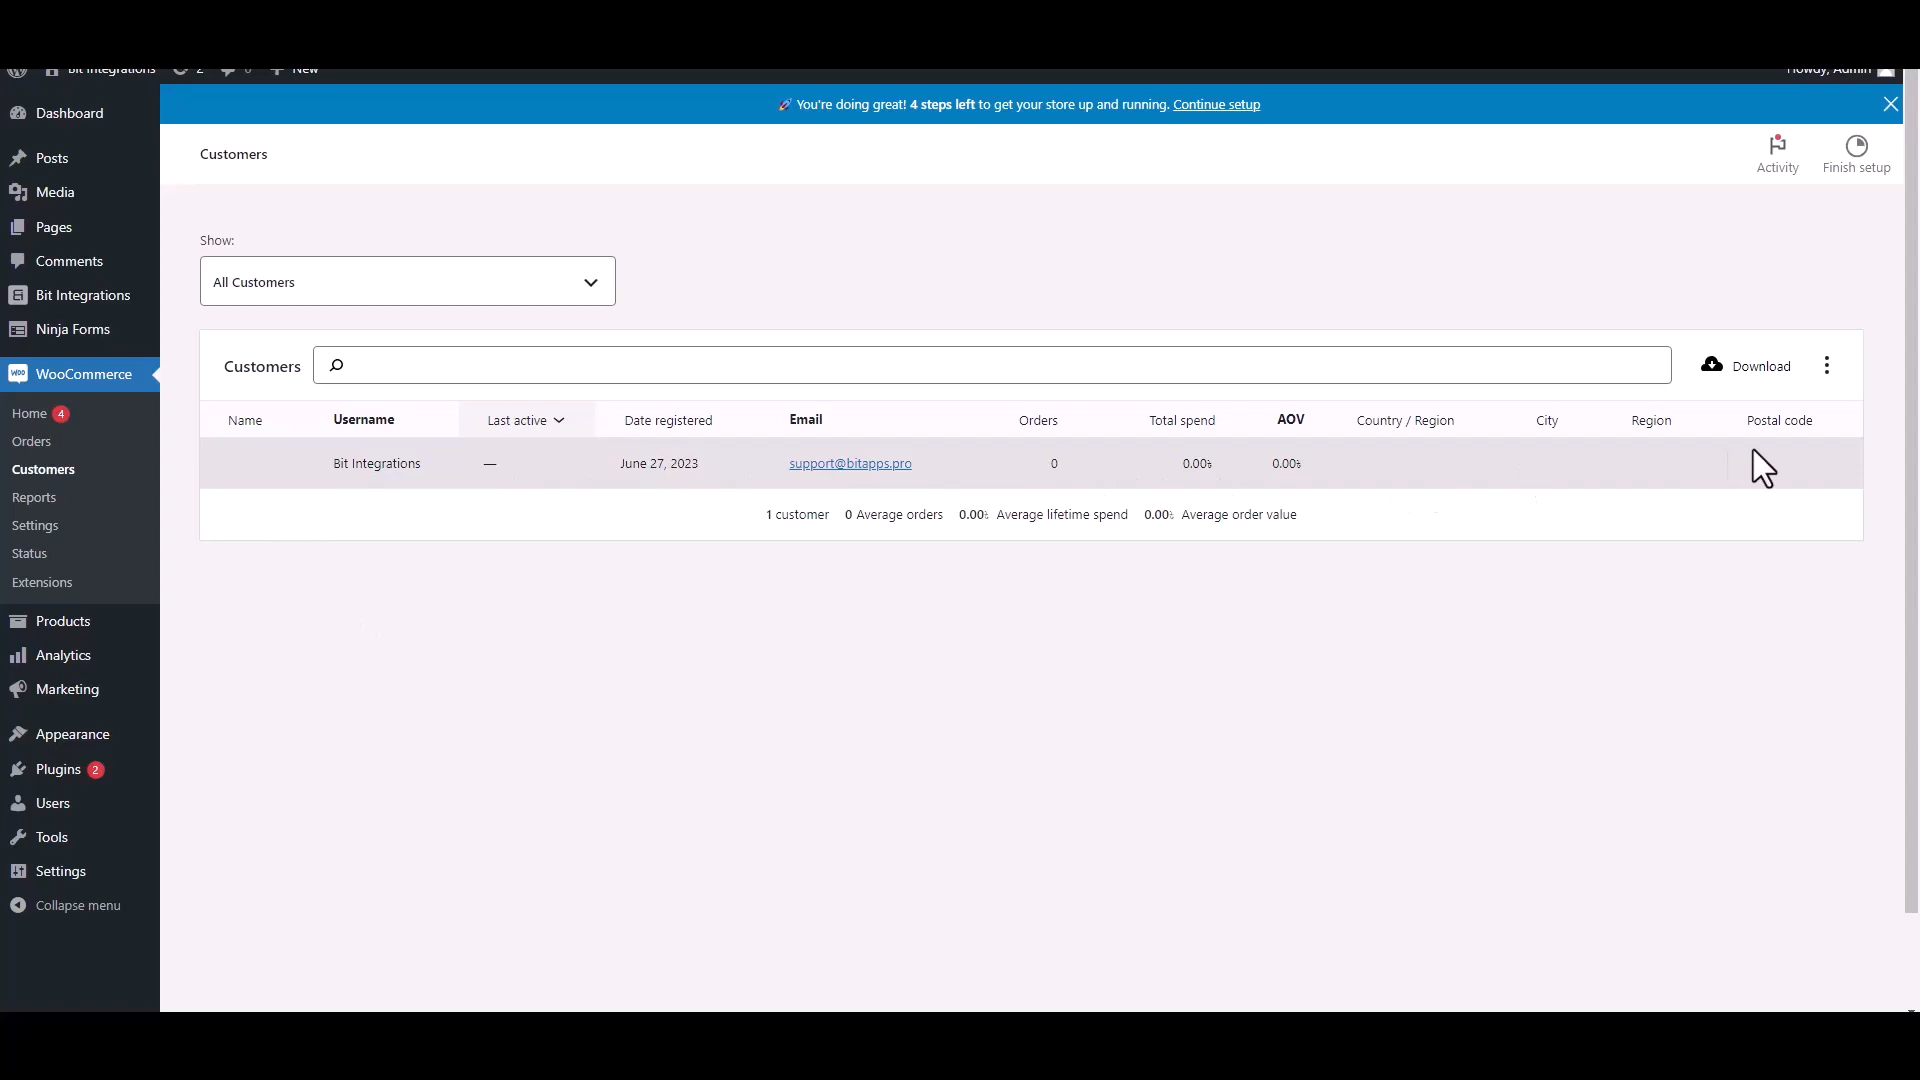 Bit Integrations 2 0 New
Howdy, Admin
Dashboard
Posts
Media
Pages
Comments
Bit Integrations
Ninja Forms
WooCommerce
Home 4
Orders
Customers
Reports
Settings
Status
Extensions
Products
Analytics
Marketing
Appearance
Plugins 2
Users
Tools
Settings
Collapse menu
🚀 You're doing great! 4 steps left to get your store up and running. Continue setup
Customers
Activity
Finish setup
Show:
All Customers
Customers
Download
Name Username Last active Date registered Email Orders Total spend AOV Country / Region City Region Postal code
Bit Integrations — June 27, 2023 support@bitapps.pro 0 0.00৳ 0.00৳
1 customer 0 Average orders 0.00৳ Average lifetime spend 0.00৳ Average order value